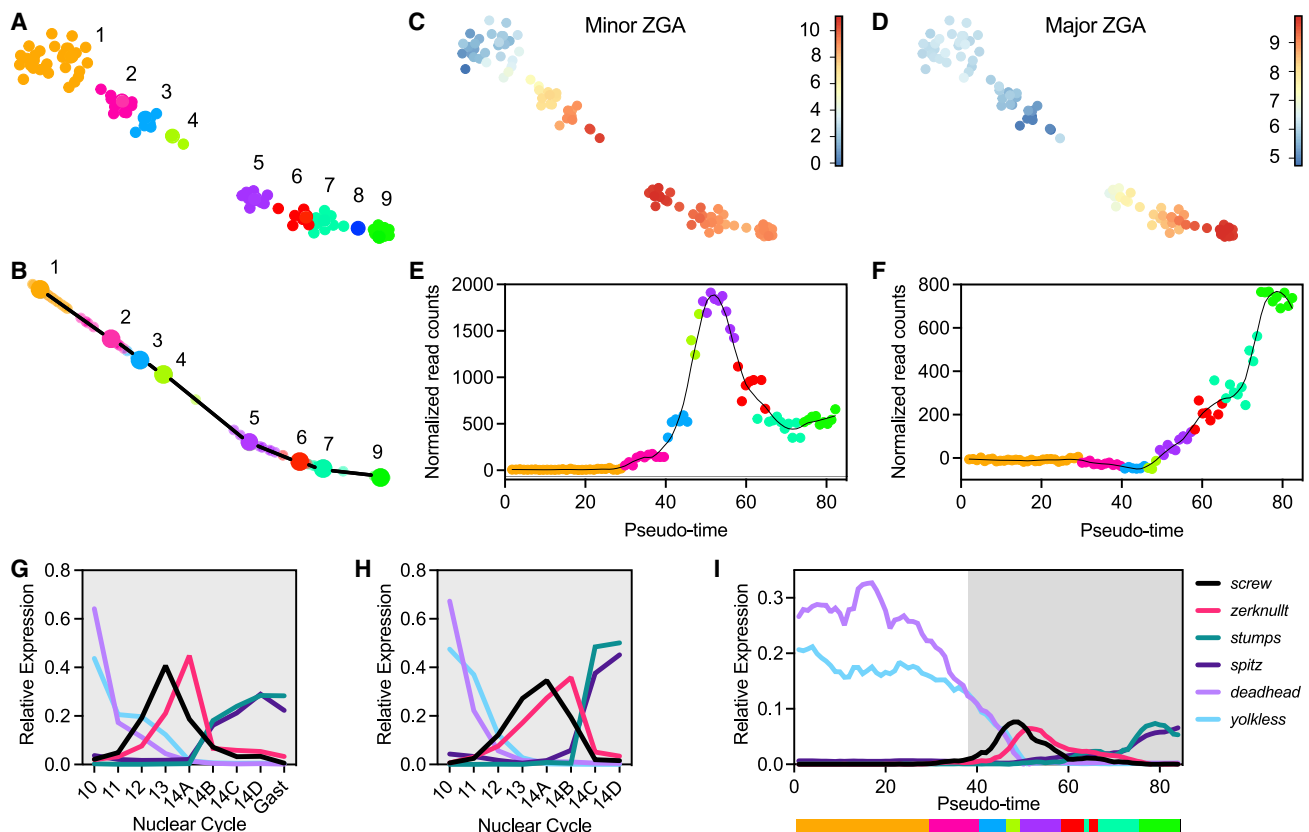 A
1
2
3
4
5
6
7
8
9
C
Minor ZGA
10
8
6
4
2
0
D
Major ZGA
9
8
7
6
5
B
1
2
3
4
5
6
7
9
E
Normalized read counts
2000
1500
1000
500
0
0
20
40
60
80
Pseudo-time
F
Normalized read counts
800
600
400
200
0
0
20
40
60
80
Pseudo-time
G
Relative Expression
0.8
0.6
0.4
0.2
0.0
10
11
12
13
14A
14B
14C
14D
Gast
Nuclear Cycle
H
Relative Expression
0.8
0.6
0.4
0.2
0.0
10
11
12
13
14A
14B
14C
14D
Nuclear Cycle
I
Relative Expression
0.3
0.2
0.1
0.0
0
20
40
60
80
Pseudo-time
screw
zerknullt
stumps
spitz
deadhead
yolkless